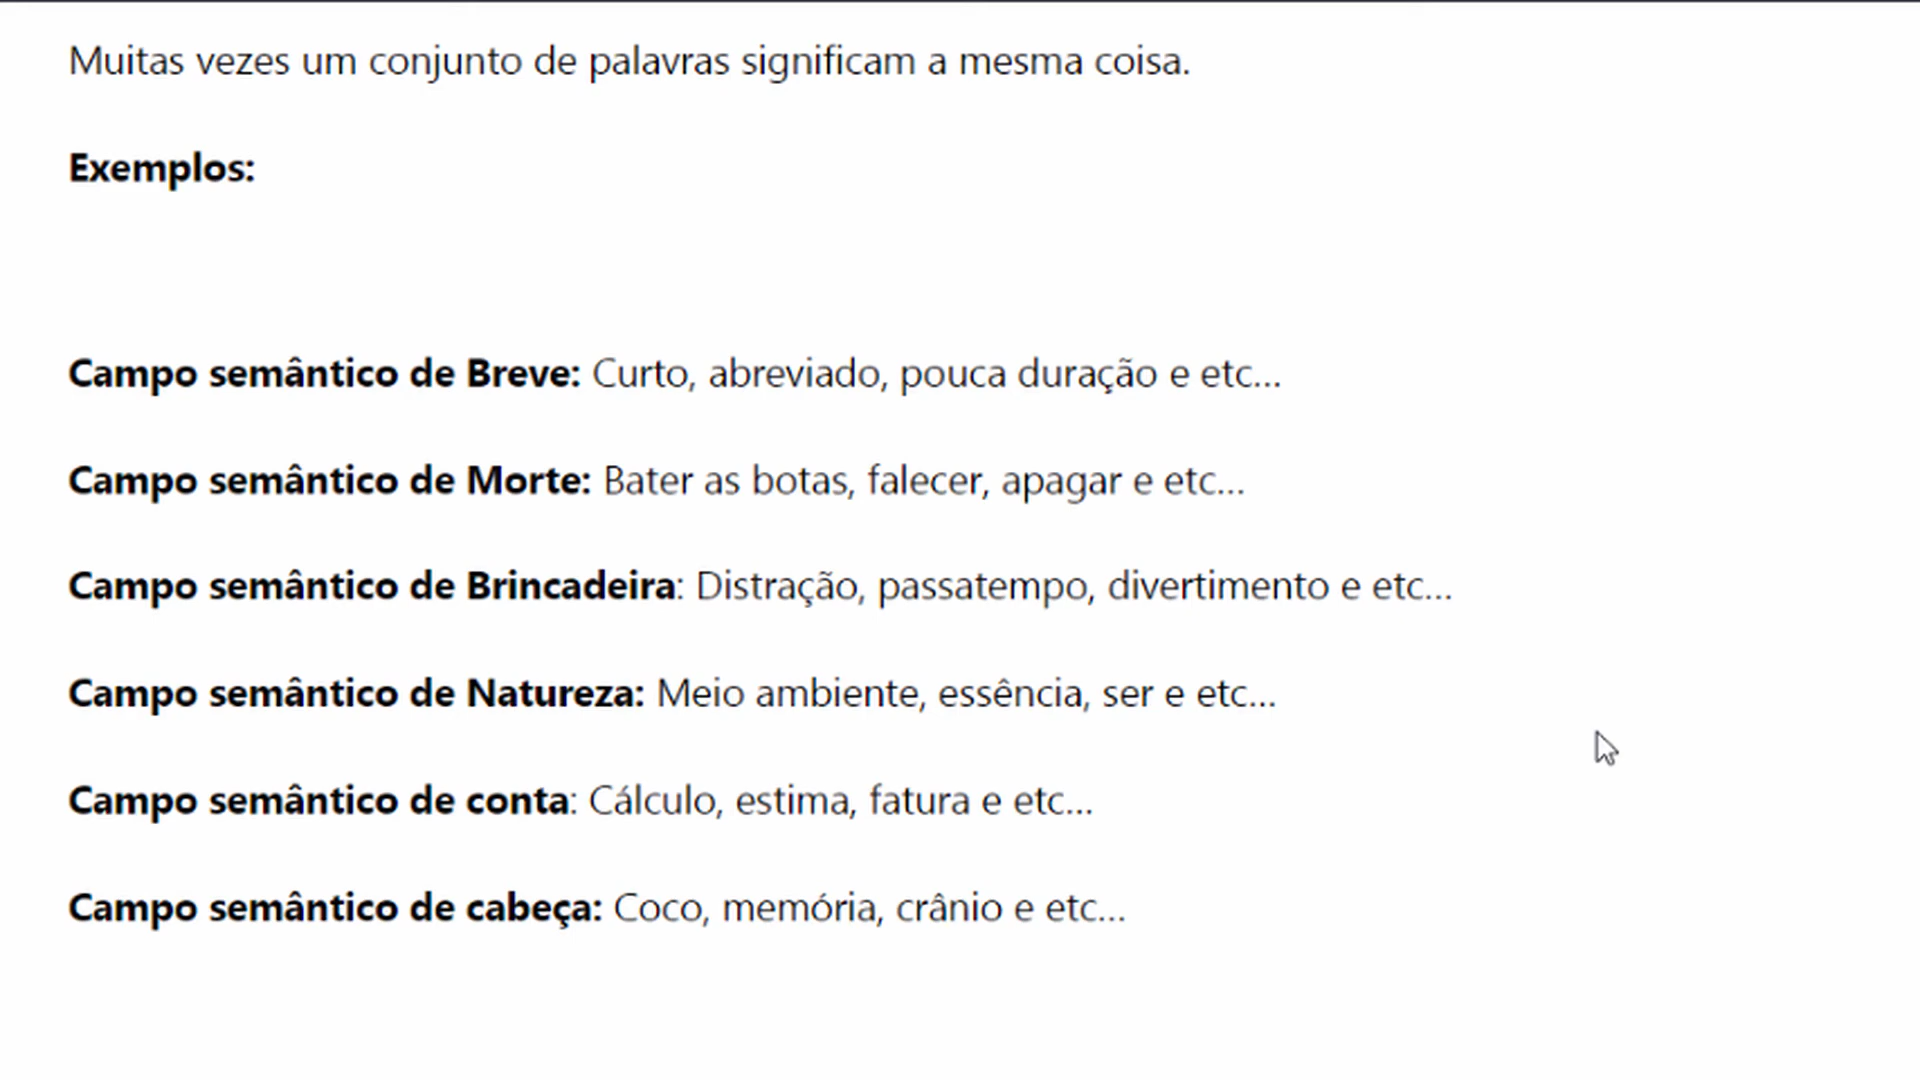 Muitas vezes um conjunto de palavras significam a mesma coisa.
Exemplos:
Campo semântico de Breve: Curto, abreviado, pouca duração e etc...
Campo semântico de Morte: Bater as botas, falecer, apagar e etc...
Campo semântico de Brincadeira: Distração, passatempo, divertimento e etc...
Campo semântico de Natureza: Meio ambiente, essência, ser e etc...
Campo semântico de conta: Cálculo, estima, fatura e etc...
Campo semântico de cabeça: Coco, memória, crânio e etc...